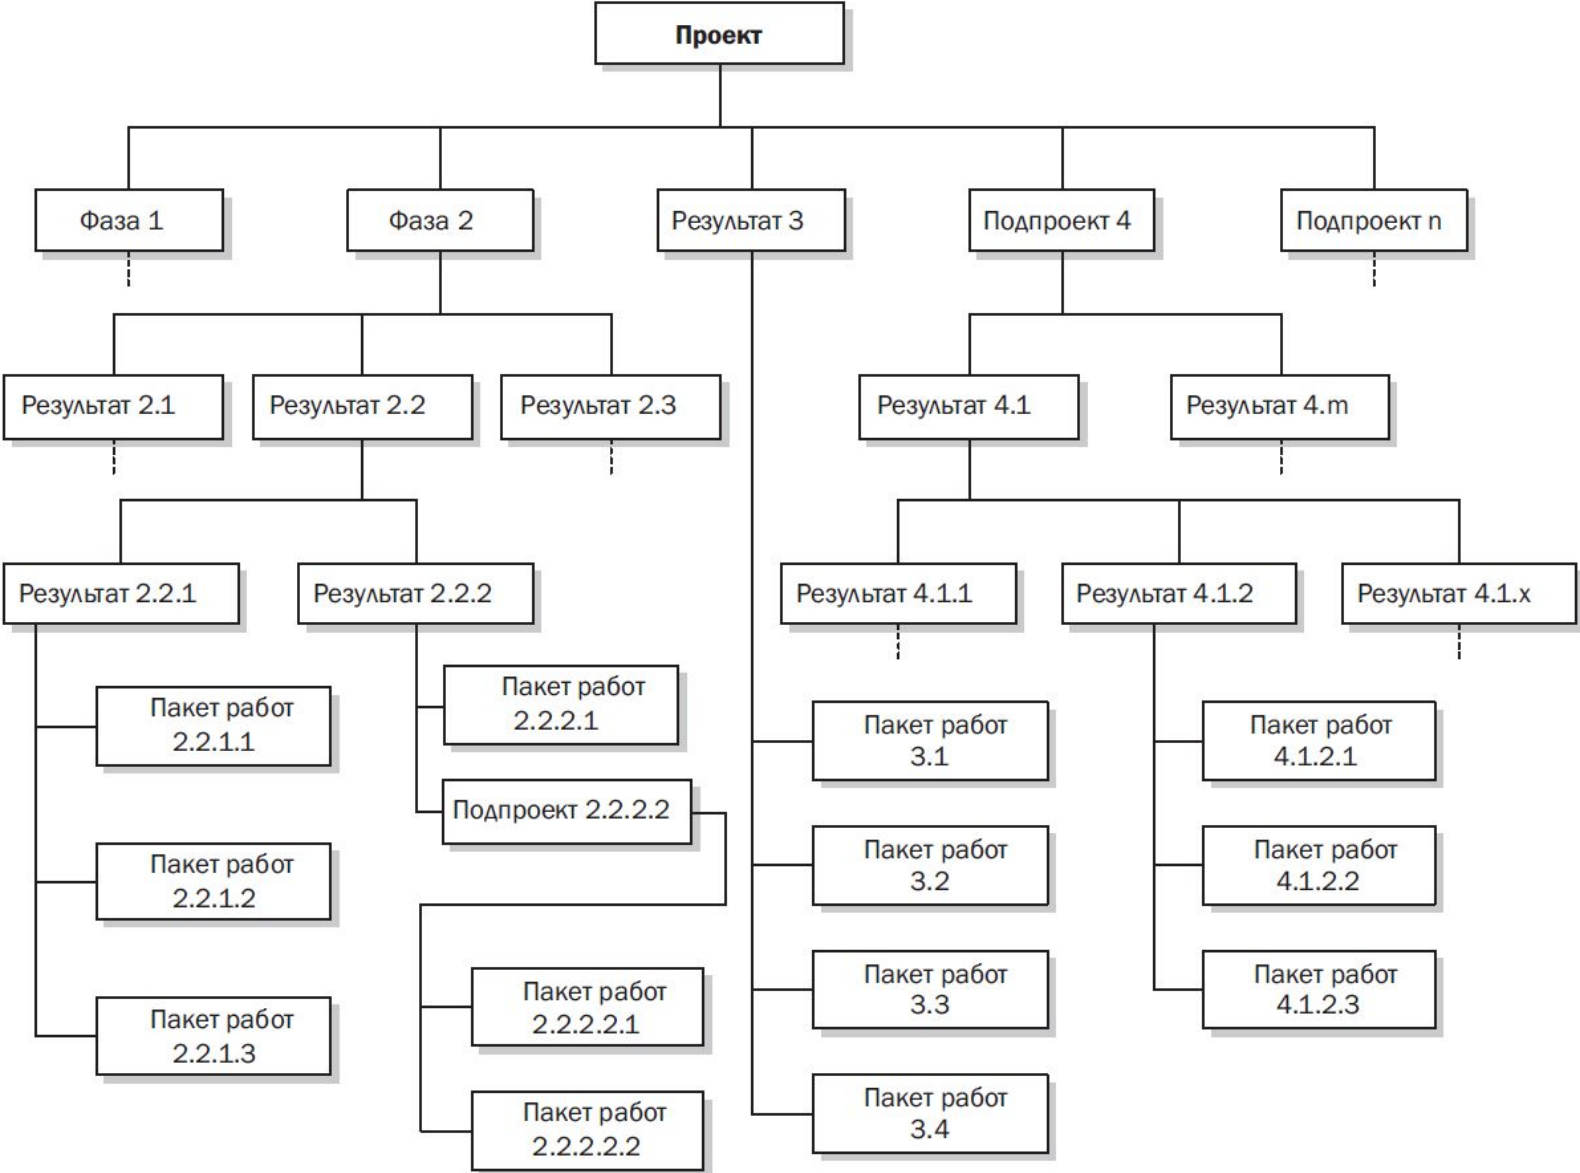 Проект
Фаза 1
Фаза 2
Результат 3
Подпроект 4
Подпроект n
Результат 2.1
Результат 2.2
Результат 2.3
Результат 4.1
Результат 4.m
Результат 2.2.1
Результат 2.2.2
Результат 4.1.1
Результат 4.1.2
Результат 4.1.x
Пакет работ
2.2.1.1
Пакет работ
2.2.1.2
Пакет работ
2.2.1.3
Пакет работ
2.2.2.1
Подпроект 2.2.2.2
Пакет работ
2.2.2.2.1
Пакет работ
2.2.2.2.2
Пакет работ
3.1
Пакет работ
3.2
Пакет работ
3.3
Пакет работ
3.4
Пакет работ
4.1.2.1
Пакет работ
4.1.2.2
Пакет работ
4.1.2.3